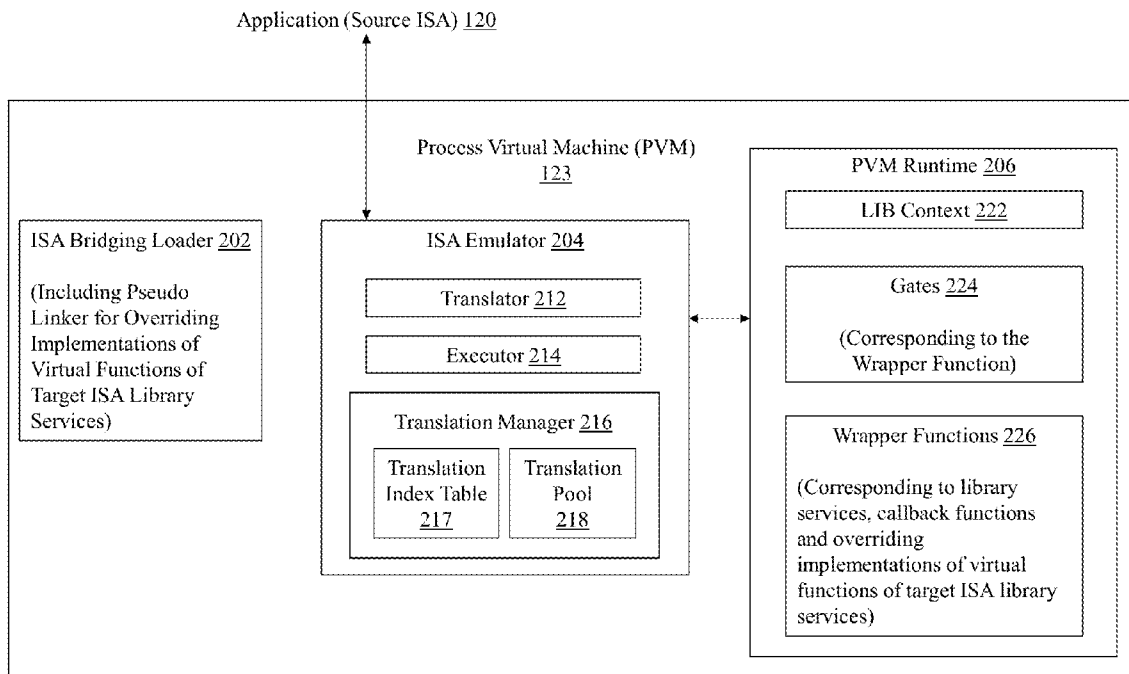 Application (Source ISA) 120
Process Virtual Machine (PVM)
123
ISA Bridging Loader 202
(Including Pseudo
Linker for Overriding
Implementations of
Virtual Functions of
Target ISA Library
Services)
ISA Emulator 204
Translator 212
Executor 214
Translation Manager 216
Translation
Index Table
217
Translation
Pool
218
PVM Runtime 206
LIB Context 222
Gates 224
(Corresponding to the
Wrapper Function)
Wrapper Functions 226
(Corresponding to library
services, callback functions
and overriding
implementations of virtual
functions of target ISA library
services)